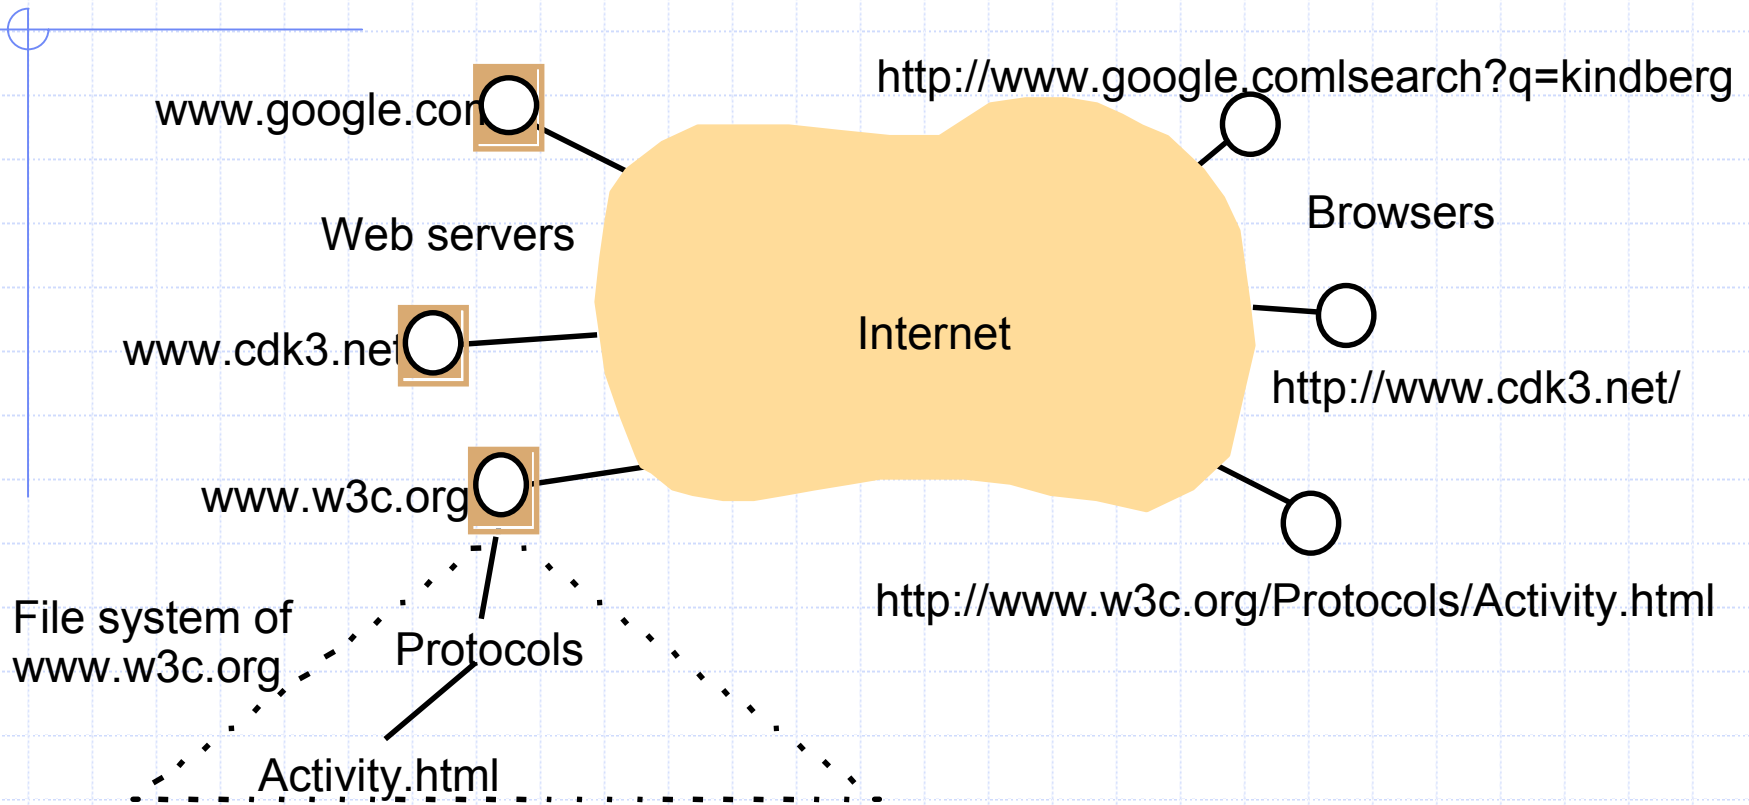 http://www.google.comlsearch?q=kindberg
www.google.com
Browsers
Web servers
Internet
www.cdk3.net
http://www.cdk3.net/
www.w3c.org
http://www.w3c.org/Protocols/Activity.html
File system of
www.w3c.org
Protocols
Activity.html